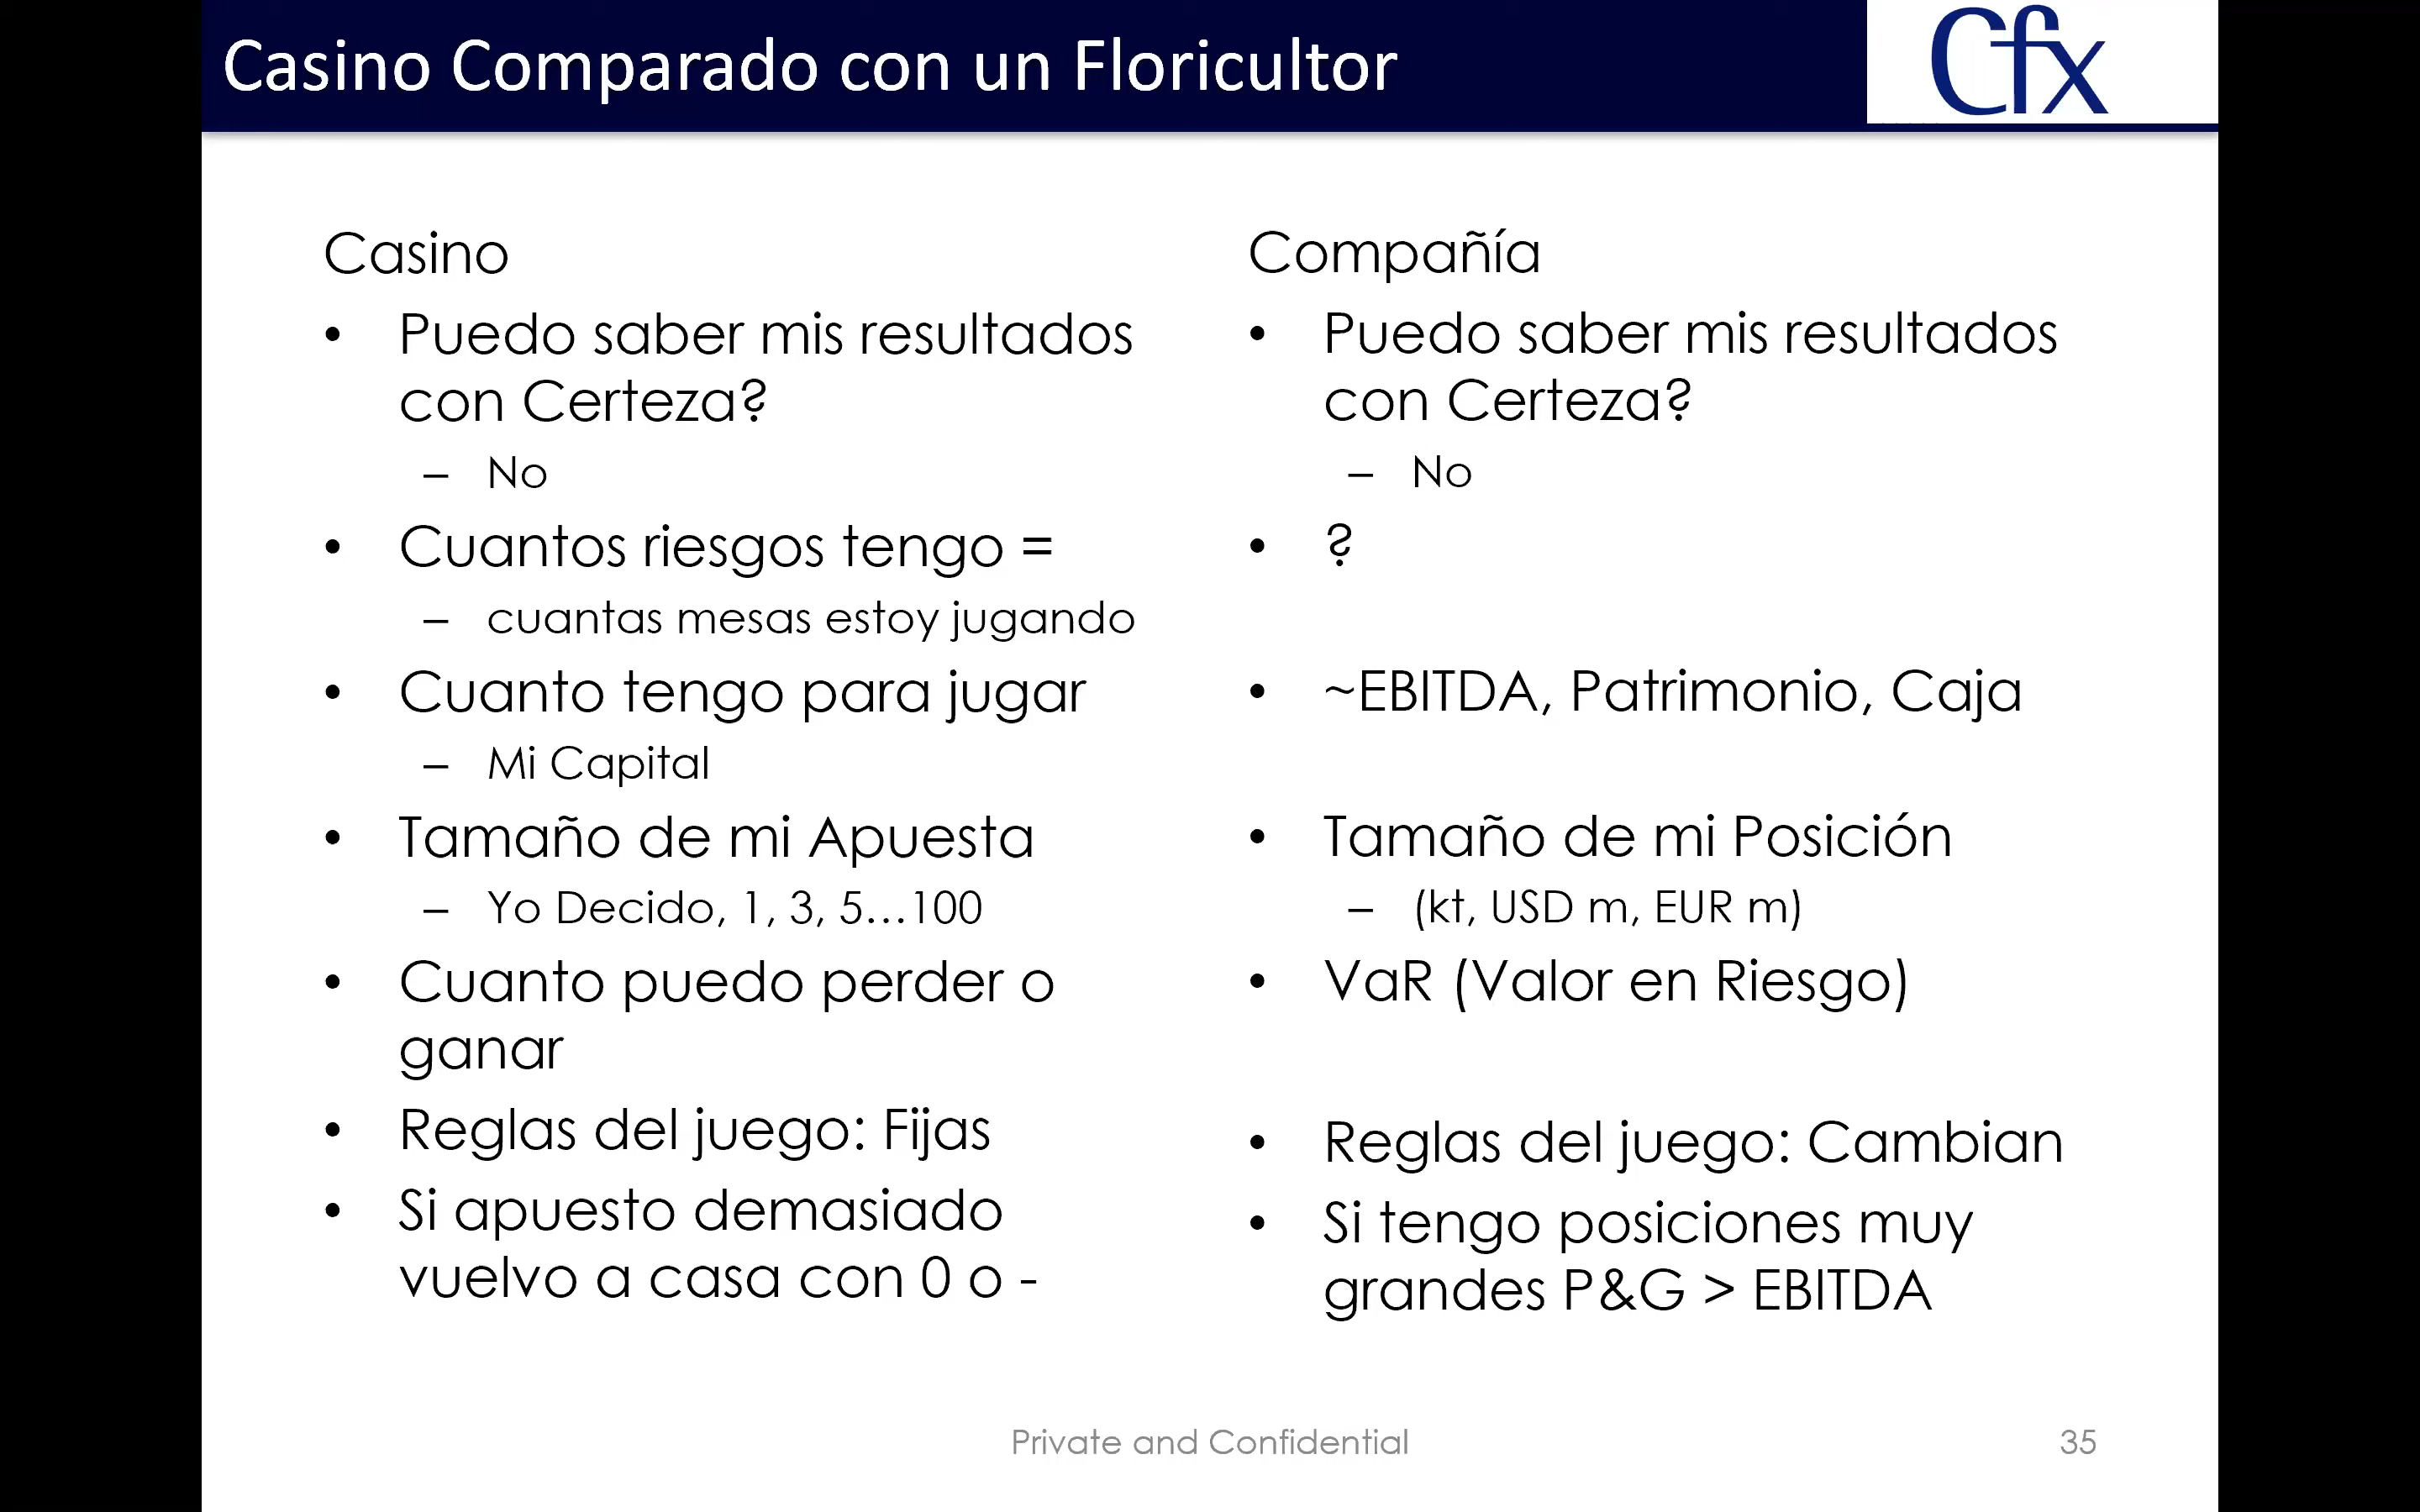 Casino Comparado con un Floricultor
Cfx
Casino
• Puedo saber mis resultados
con Certeza?
– No
• Cuantos riesgos tengo =
– cuantas mesas estoy jugando
• Cuanto tengo para jugar
– Mi Capital
• Tamaño de mi Apuesta
– Yo Decido, 1, 3, 5...100
• Cuanto puedo perder o
ganar
• Reglas del juego: Fijas
• Si apuesto demasiado
vuelvo a casa con 0 o -
Compañía
• Puedo saber mis resultados
con Certeza?
– No
• ?
• ~EBITDA, Patrimonio, Caja
• Tamaño de mi Posición
– (kt, USD m, EUR m)
• VaR (Valor en Riesgo)
• Reglas del juego: Cambian
• Si tengo posiciones muy
grandes P&G > EBITDA
Private and Confidential
35